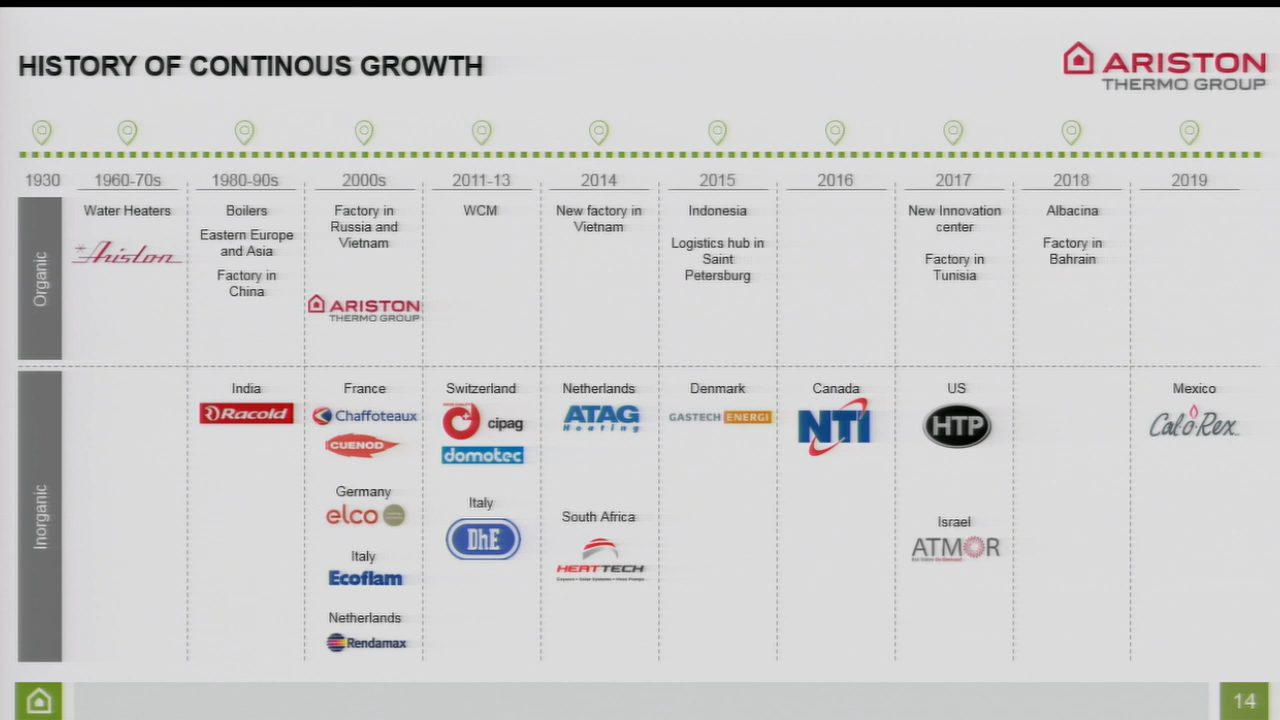 HISTORY OF CONTINOUS GROWTH
ARISTON
THERMO GROUP
1930
1960-70s
1980-90s
2000s
2011-13
2014
2015
2016
2017
2018
2019
Organic
Water Heaters
Ariston
Boilers
Eastern Europe
and Asia
Factory in
China
Factory in
Russia and
Vietnam
ARISTON
THERMO GROUP
WCM
New factory in
Vietnam
Indonesia
Logistics hub in
Saint
Petersburg
New Innovation
center
Factory in
Tunisia
Albacina
Factory in
Bahrain
Inorganic
India
Racold
France
Chaffoteaux
CUENOD
Germany
elco
Italy
Ecoflam
Netherlands
Rendamax
Switzerland
cipag
domotec
Italy
DhE
Netherlands
ATAG
Heating
South Africa
HEATTECH
Denmark
GASTECH ENERGI
Canada
NTI
US
HTP
Israel
ATMOR
Mexico
Cal-o-Rex
14